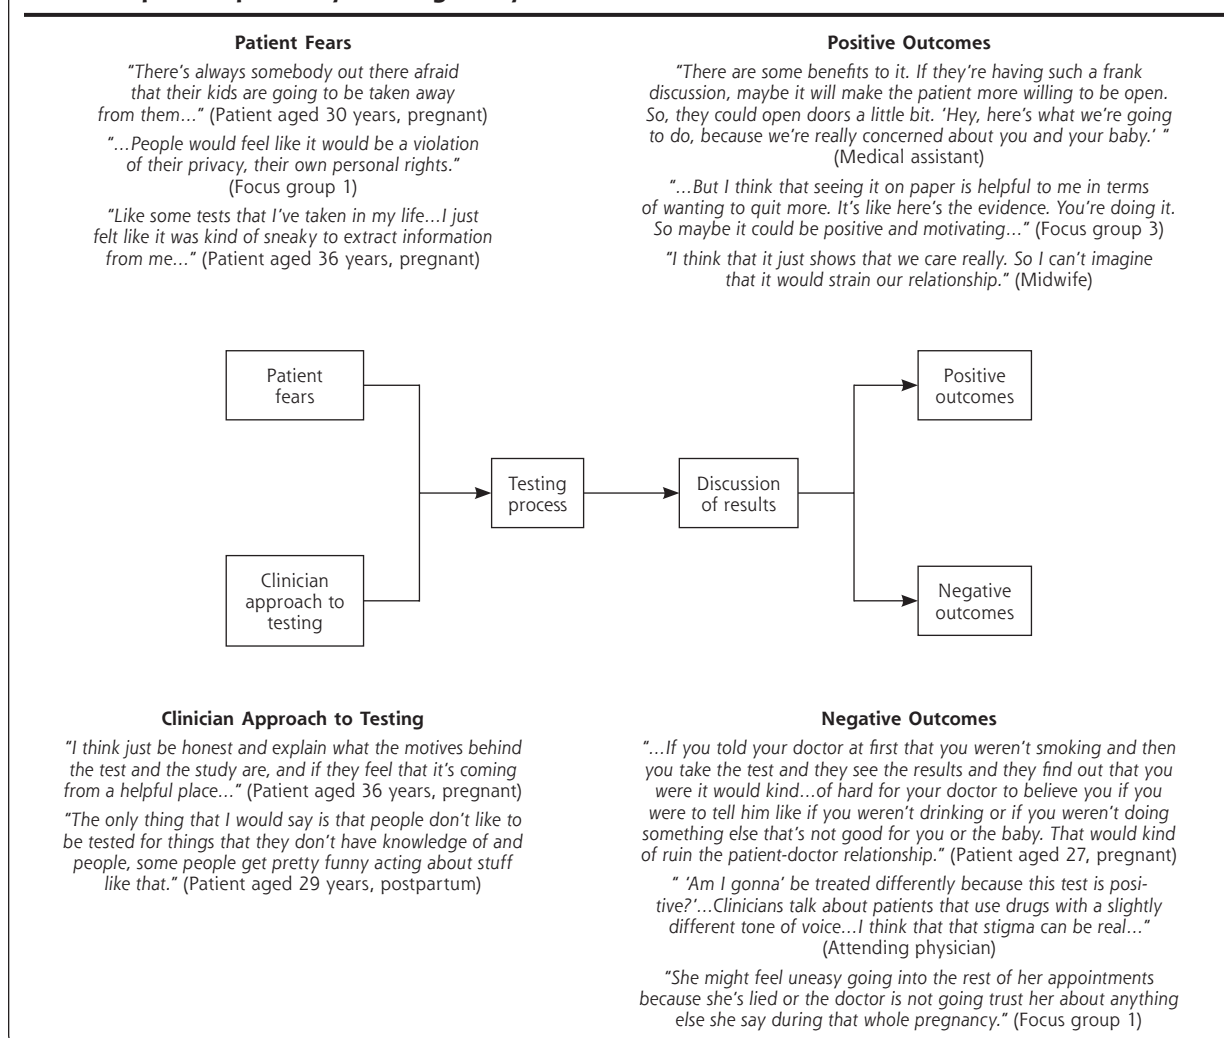 Patient Fears
"There's always somebody out there afraid
that their kids are going to be taken away
from them…" (Patient aged 30 years, pregnant)
"…People would feel like it would be a violation
of their privacy, their own personal rights."
(Focus group 1)
"Like some tests that I've taken in my life…I just
felt like it was kind of sneaky to extract information
from me…" (Patient aged 36 years, pregnant)
Positive Outcomes
"There are some benefits to it. If they're having such a frank
discussion, maybe it will make the patient more willing to be open.
So, they could open doors a little bit. 'Hey, here's what we're going
to do, because we're really concerned about you and your baby.' "
(Medical assistant)
"…But I think that seeing it on paper is helpful to me in terms
of wanting to quit more. It's like here's the evidence. You're doing it.
So maybe it could be positive and motivating…" (Focus group 3)
"I think that it just shows that we care really. So I can't imagine
that it would strain our relationship." (Midwife)
Patient
fears
Clinician
approach to
testing
Testing
process
Discussion
of results
Positive
outcomes
Negative
outcomes
Clinician Approach to Testing
"I think just be honest and explain what the motives behind
the test and the study are, and if they feel that it's coming
from a helpful place…" (Patient aged 36 years, pregnant)
"The only thing that I would say is that people don't like to
be tested for things that they don't have knowledge of and
people, some people get pretty funny acting about stuff
like that." (Patient aged 29 years, postpartum)
Negative Outcomes
"…If you told your doctor at first that you weren't smoking and then
you take the test and they see the results and they find out that you
were it would kind…of hard for your doctor to believe you if you
were to tell him like if you weren't drinking or if you weren't doing
something else that's not good for you or the baby. That would kind
of ruin the patient-doctor relationship." (Patient aged 27, pregnant)
" 'Am I gonna' be treated differently because this test is posi-
tive?'…Clinicians talk about patients that use drugs with a slightly
different tone of voice…I think that that stigma can be real…"
(Attending physician)
"She might feel uneasy going into the rest of her appointments
because she's lied or the doctor is not going trust her about anything
else she say during that whole pregnancy." (Focus group 1)